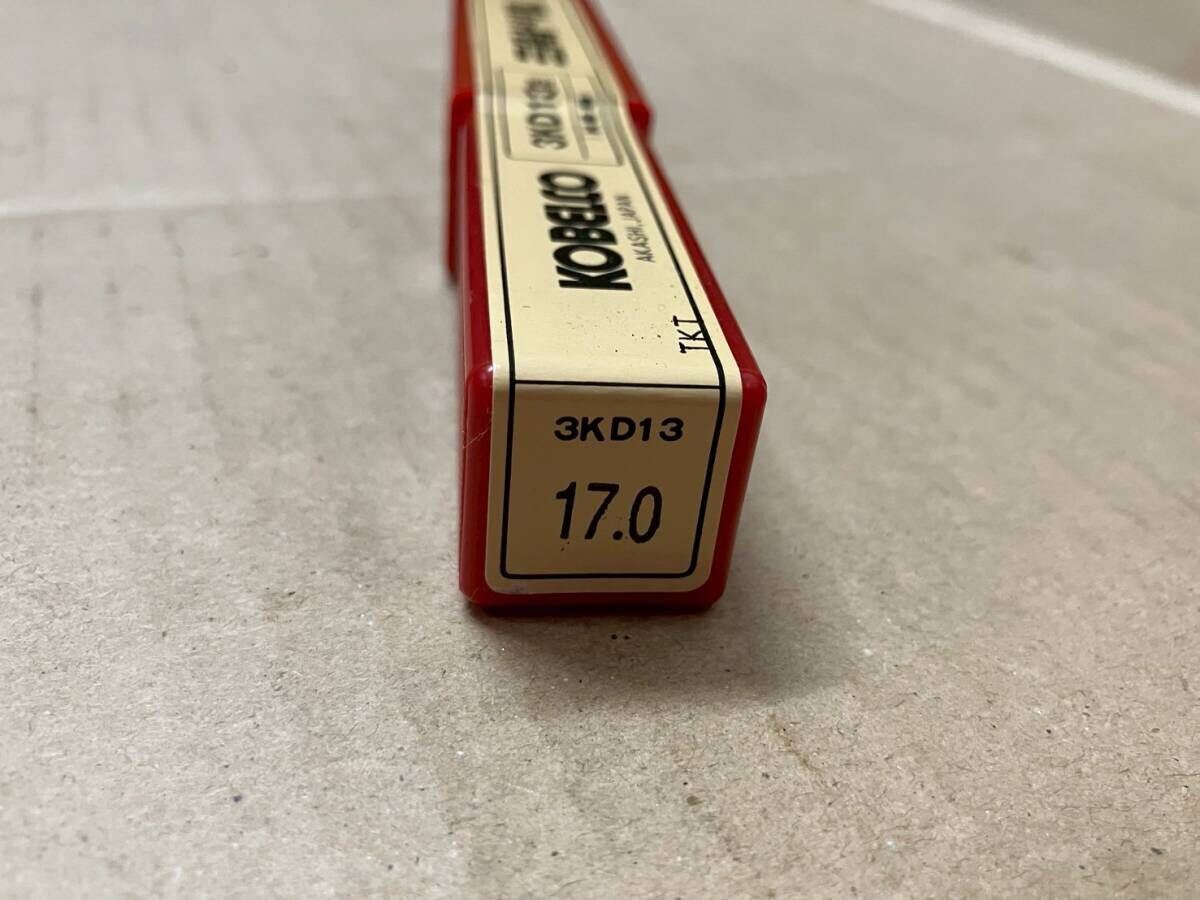 3KD13
KOBELCO
AKASHI, JAPAN
TKT
3KD13
17.0